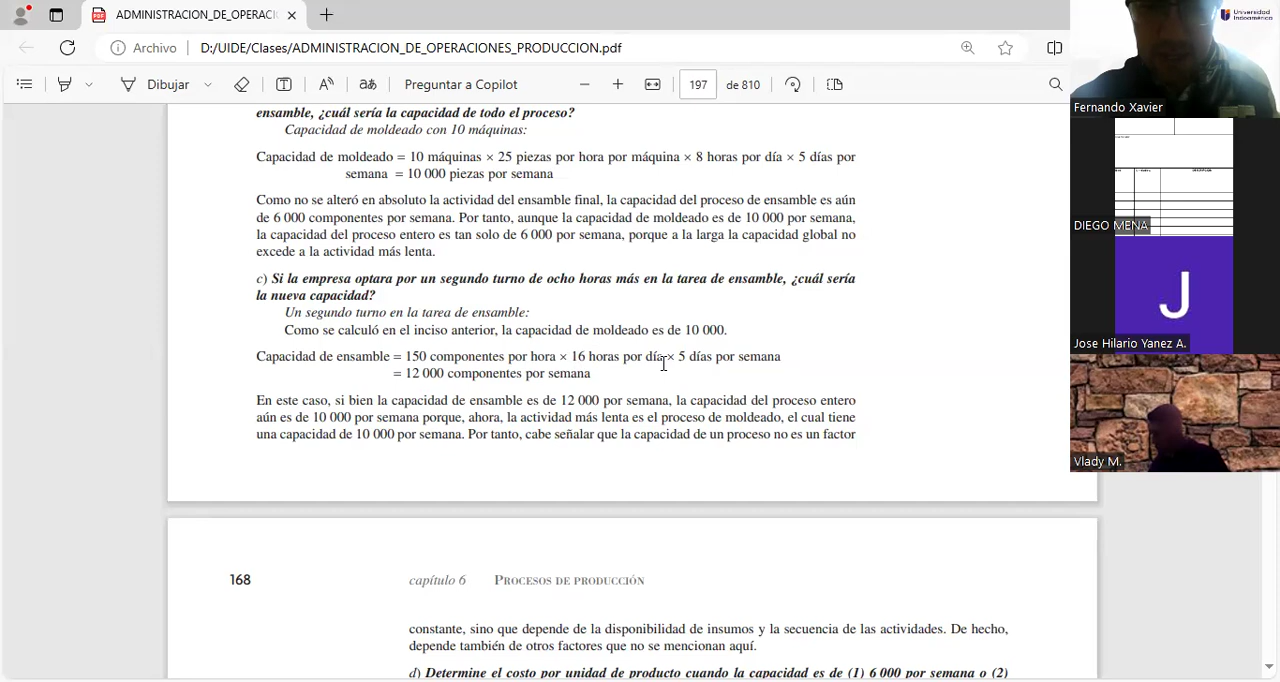 ADMINISTRACION_DE_OPERACI
Archivo
D:/UIDE/Clases/ADMINISTRACION_DE_OPERACIONES_PRODUCCION.pdf
Dibujar
Preguntar a Copilot
197
de 810
Universidad
Indoamérica
Fernando Xavier
DIEGO MENA
J
Jose Hilario Yanez A.
Vlady M.
ensamble, ¿cuál sería la capacidad de todo el proceso?
Capacidad de moldeado con 10 máquinas:
Capacidad de moldeado = 10 máquinas × 25 piezas por hora por máquina × 8 horas por día × 5 días por
semana = 10 000 piezas por semana
Como no se alteró en absoluto la actividad del ensamble final, la capacidad del proceso de ensamble es aún
de 6 000 componentes por semana. Por tanto, aunque la capacidad de moldeado es de 10 000 por semana,
la capacidad del proceso entero es tan solo de 6 000 por semana, porque a la larga la capacidad global no
excede a la actividad más lenta.
c) Si la empresa optara por un segundo turno de ocho horas más en la tarea de ensamble, ¿cuál sería
la nueva capacidad?
Un segundo turno en la tarea de ensamble:
Como se calculó en el inciso anterior, la capacidad de moldeado es de 10 000.
Capacidad de ensamble = 150 componentes por hora × 16 horas por día × 5 días por semana
= 12 000 componentes por semana
En este caso, si bien la capacidad de ensamble es de 12 000 por semana, la capacidad del proceso entero
aún es de 10 000 por semana porque, ahora, la actividad más lenta es el proceso de moldeado, el cual tiene
una capacidad de 10 000 por semana. Por tanto, cabe señalar que la capacidad de un proceso no es un factor
168
capítulo 6
PROCESOS DE PRODUCCIÓN
constante, sino que depende de la disponibilidad de insumos y la secuencia de las actividades. De hecho,
depende también de otros factores que no se mencionan aquí.
d) Determine el costo por unidad de producto cuando la capacidad es de (1) 6 000 por semana o (2)